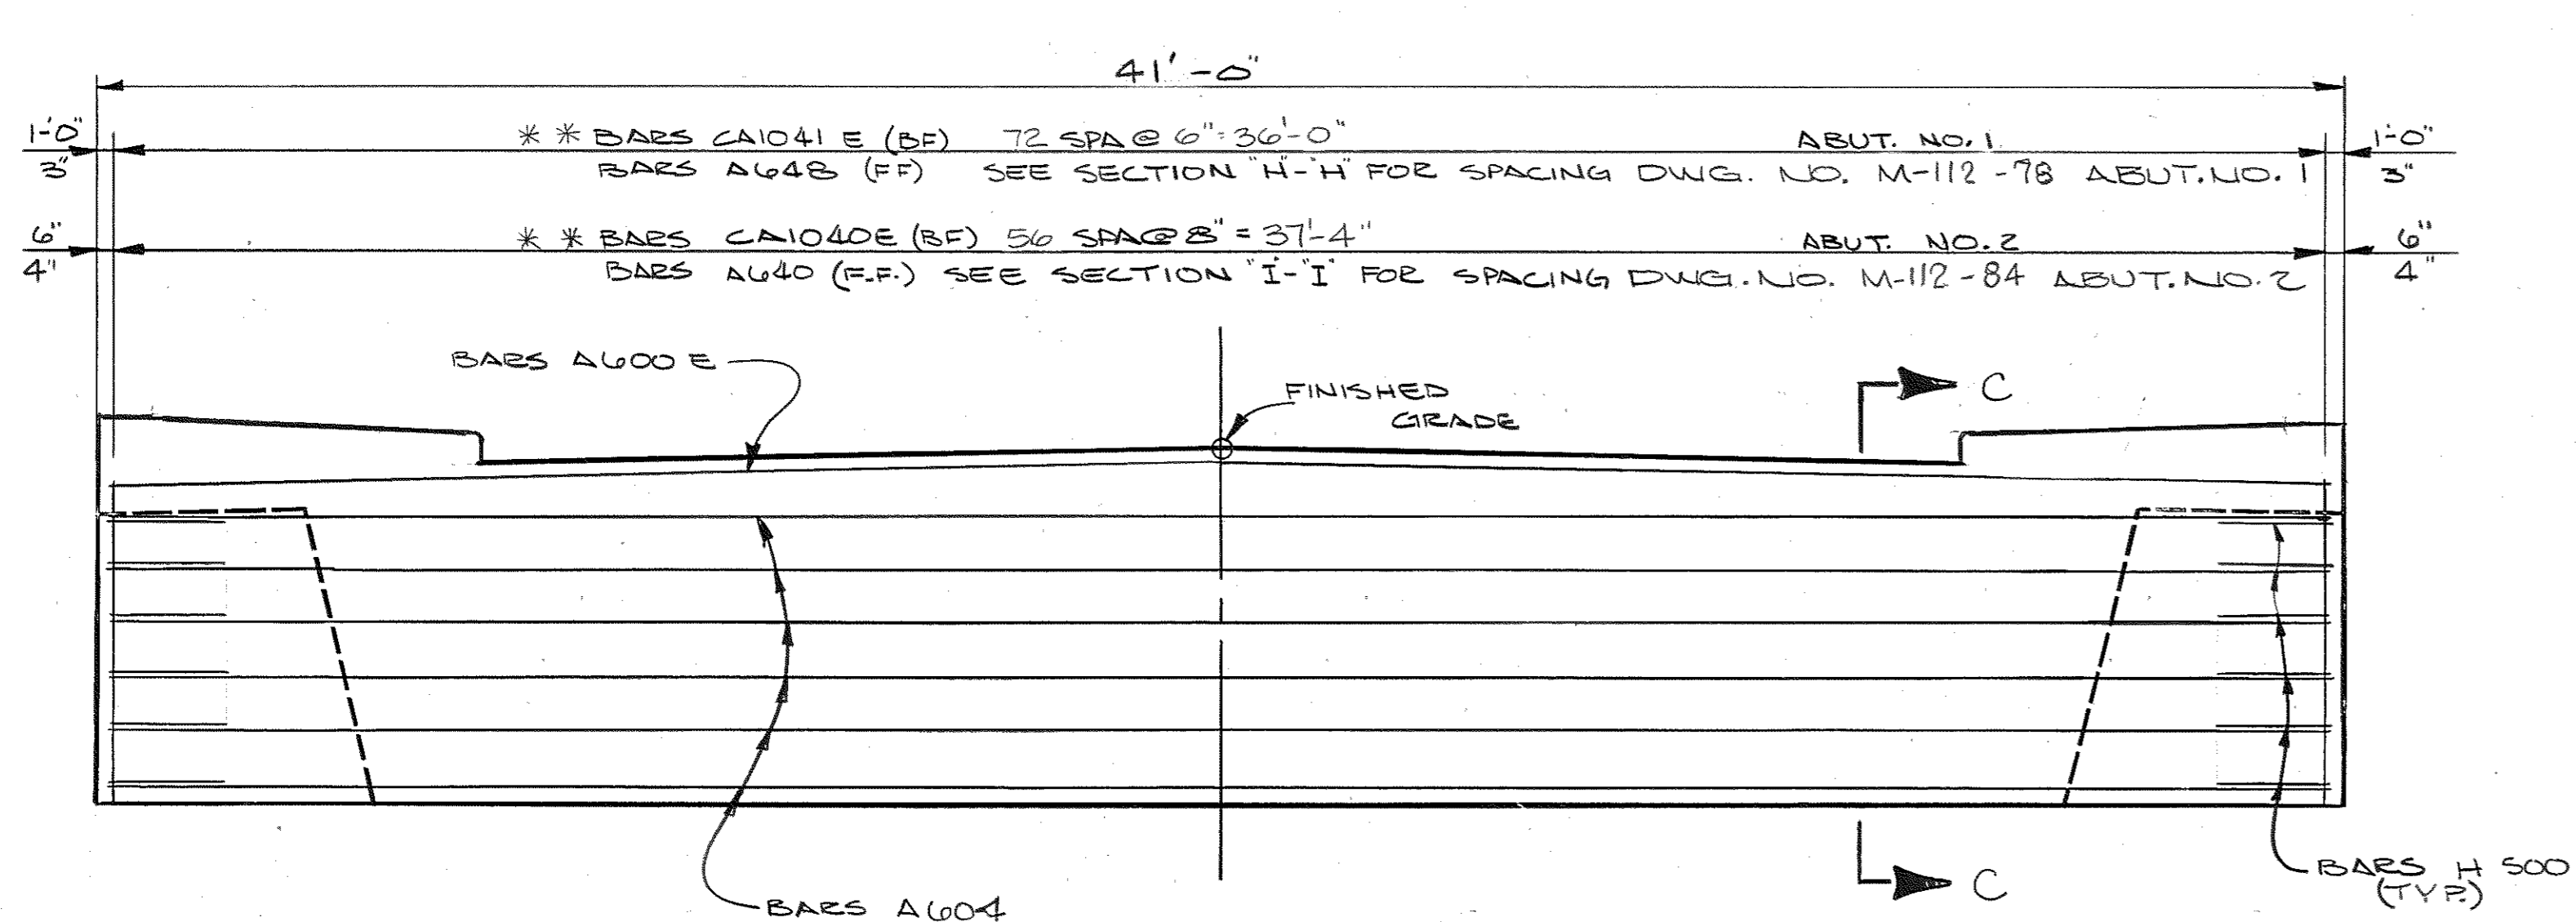 41'-0"
1'-0" ** BARS CA1041 E (BF) 72 SPA @ 6"=36'-0" ABUT. NO. 1 1'-0"
3" BARS A648 (FF) SEE SECTION "H"-"H" FOR SPACING DWG. NO. M-112-78 ABUT. NO. 1 3"
6" ** BARS CA1040E (BF) 56 SPA@8" = 37'-4" ABUT. NO. 2 6"
4" BARS A640 (F.F.) SEE SECTION "I"-"I" FOR SPACING DWG. NO. M-112-84 ABUT. NO. 2 4"
BARS A600 E
FINISHED
GRADE
C
C
BARS H 500
(TYP.)
BARS A604